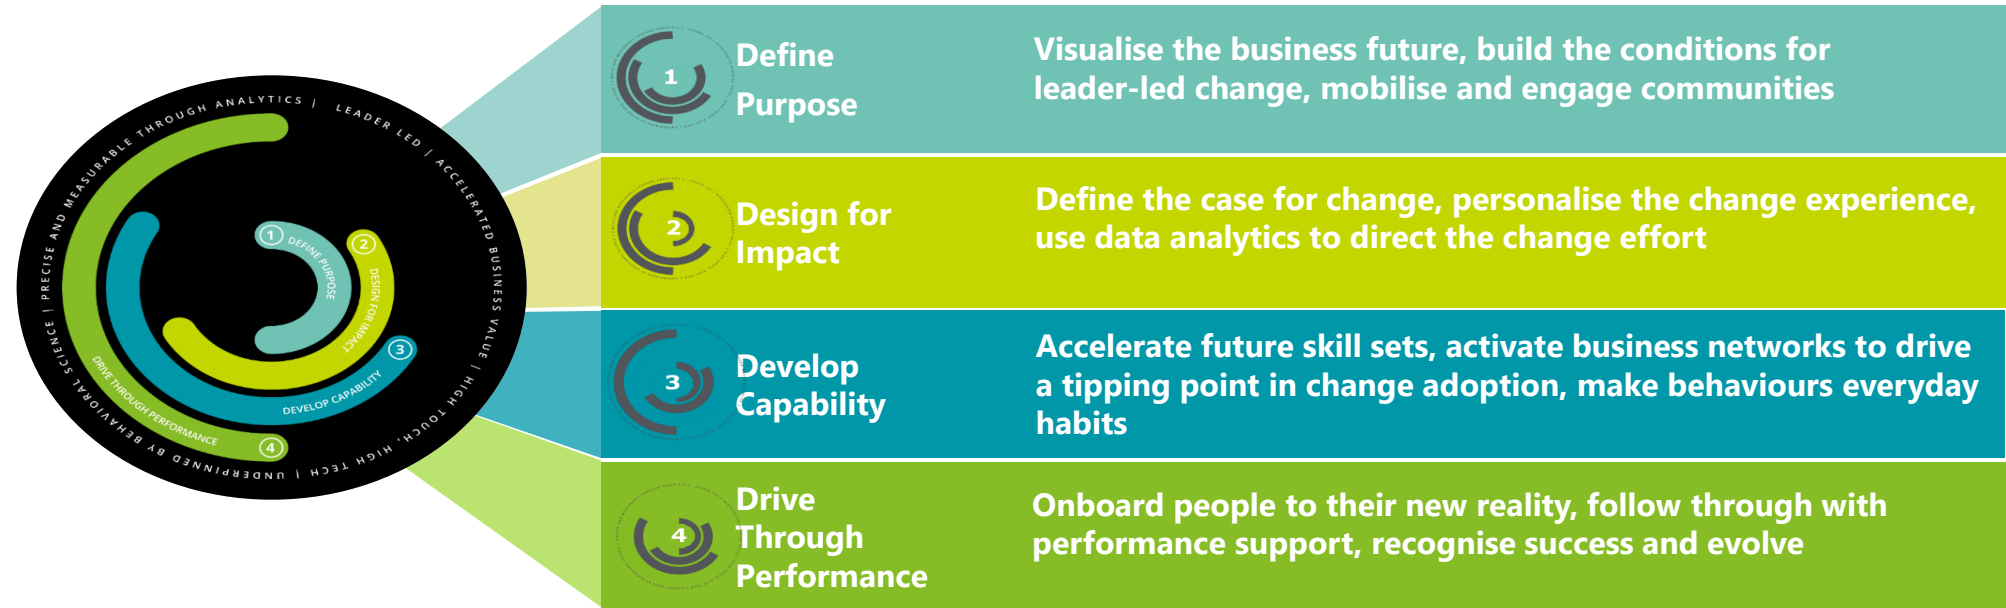 PRECISE AND MEASURABLE THROUGH ANALYTICS |
LEADER LED | ACCELERATED BUSINESS VALUE | HIGH TOUCH, HIGH TECH | UNDERPINNED BY BEHAVIORAL SCIENCE |
1 DEFINE PURPOSE
2 DESIGN FOR IMPACT
3 DEVELOP CAPABILITY
4 DRIVE THROUGH PERFORMANCE
1
Define
Purpose
Visualise the business future, build the conditions for
leader-led change, mobilise and engage communities
2
Design for
Impact
Define the case for change, personalise the change experience,
use data analytics to direct the change effort
3
Develop
Capability
Accelerate future skill sets, activate business networks to drive
a tipping point in change adoption, make behaviours everyday
habits
4
Drive
Through
Performance
Onboard people to their new reality, follow through with
performance support, recognise success and evolve